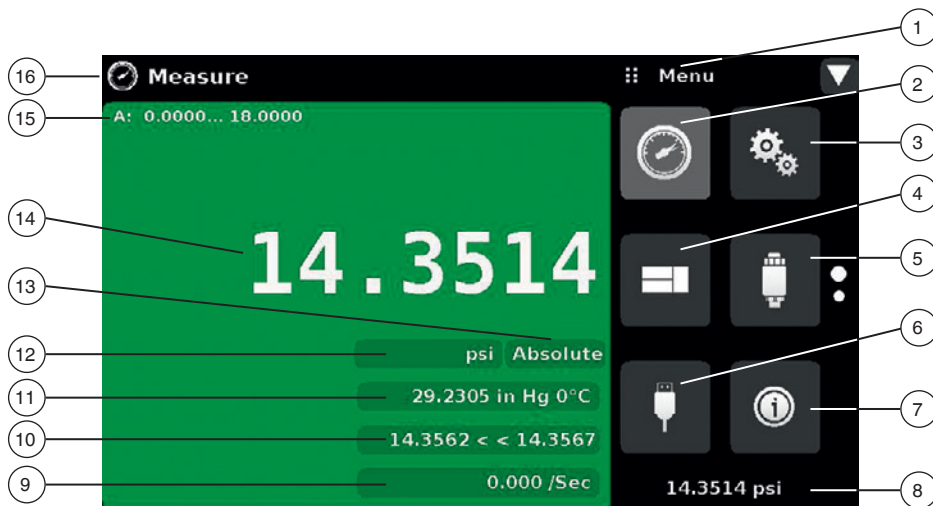 1
16 Measure Menu
2
15 A: 0.0000... 18.0000
3
4
14 14.3514
5
13
6
12 psi Absolute
11 29.2305 in Hg 0°C
7
10 14.3562 < < 14.3567
9 0.000 /Sec
14.3514 psi 8